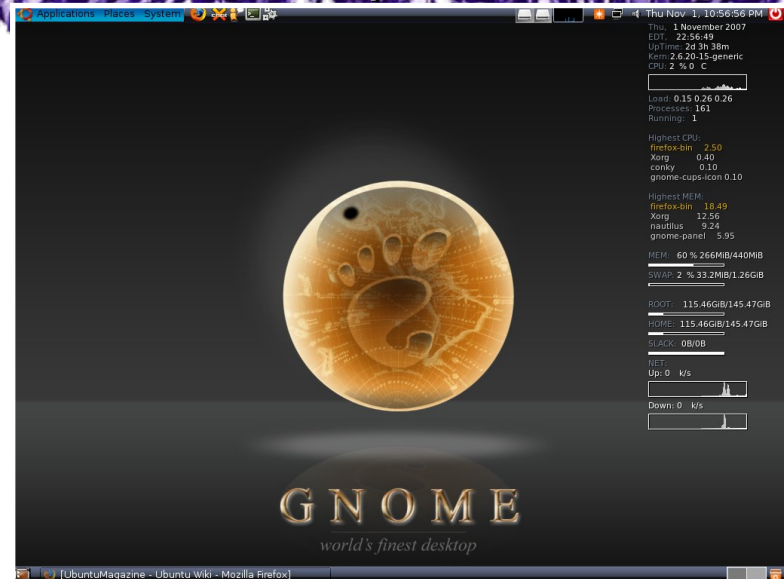 Applications Places System
Thu Nov 1, 10:56:56 PM
Thu, 1 November 2007
EDT, 22:56:49
UpTime: 2d 3h 38m
Kern:2.6.20-15-generic
CPU: 2 % 0 C
Load: 0.15 0.26 0.26
Processes: 161
Running: 1
Highest CPU:
firefox-bin 2.50
Xorg 0.40
conky 0.10
gnome-cups-icon 0.10
Highest MEM:
firefox-bin 18.49
Xorg 12.56
nautilus 9.24
gnome-panel 5.95
MEM: 60 % 266MiB/440MiB
SWAP: 2 % 33.2MiB/1.26GiB
ROOT: 115.46GiB/145.47GiB
HOME: 115.46GiB/145.47GiB
SLACK: 0B/0B
NET:
Up: 0 k/s
Down: 0 k/s
GNOME
world's finest desktop
[UbuntuMagazine - Ubuntu Wiki - Mozilla Firefox]